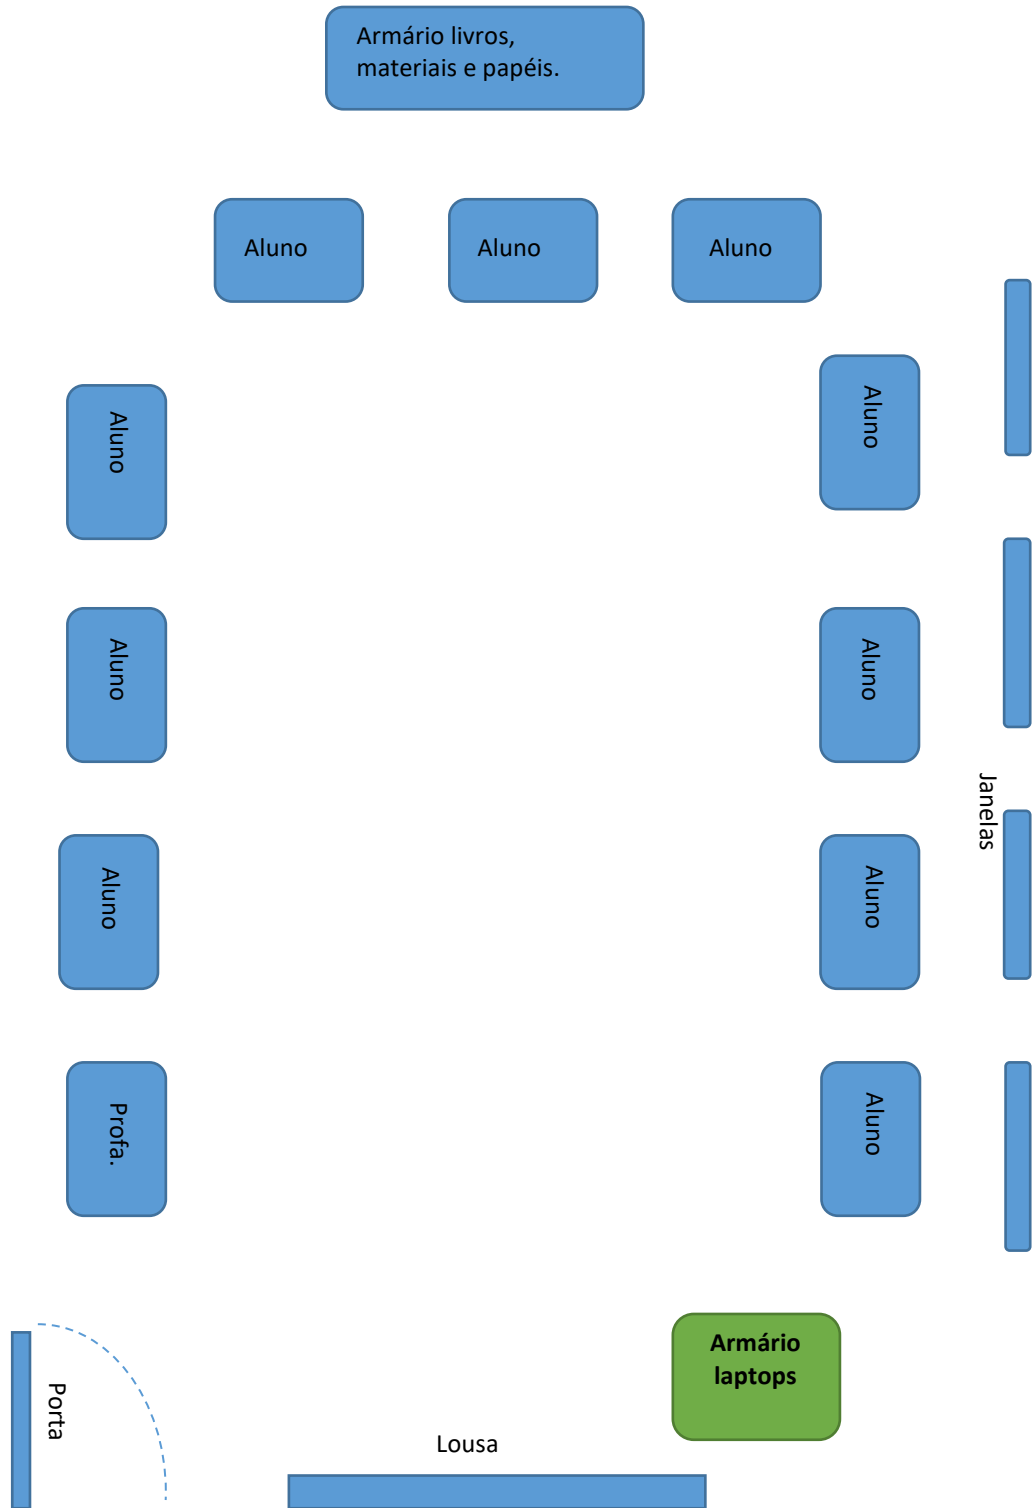 Armário livros,
materiais e papéis.
Aluno
Aluno
Aluno
Aluno
Aluno
Aluno
Aluno
Janelas
Aluno
Aluno
Profa.
Aluno
Armário
laptops
Porta
Lousa